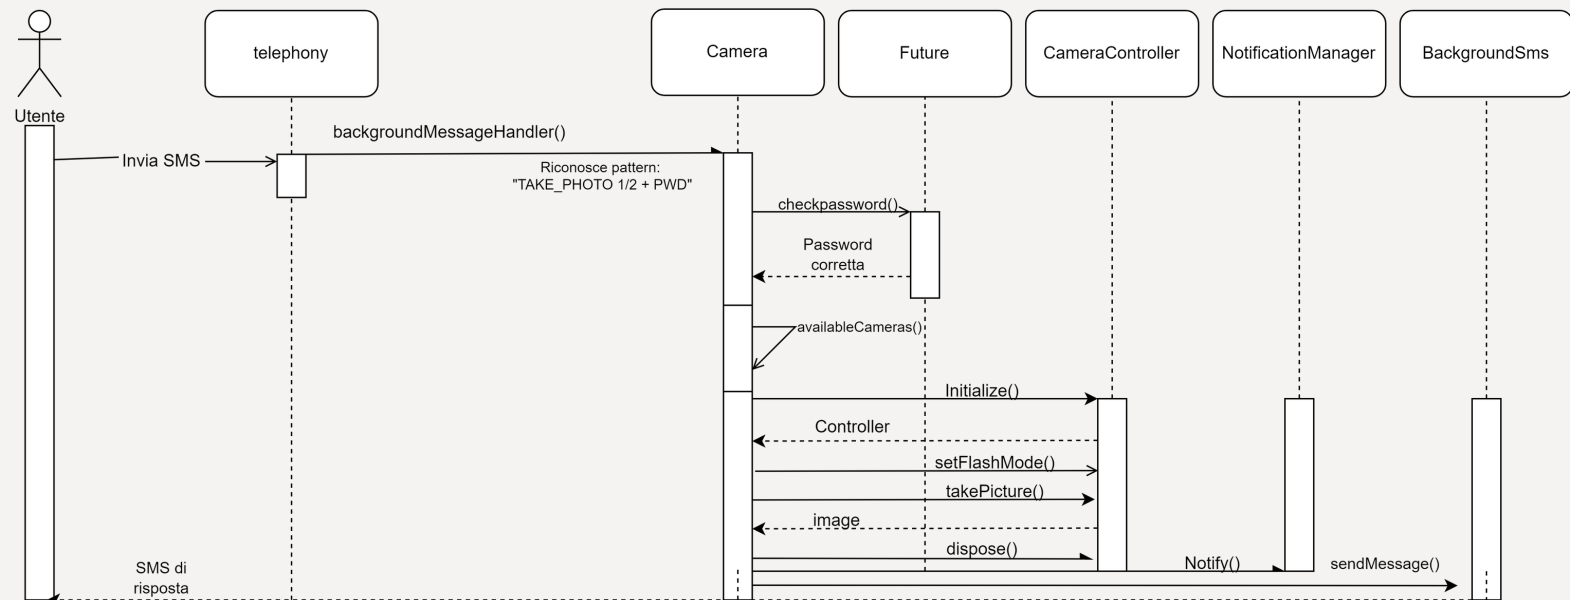 telephony
Camera
Future
CameraController
NotificationManager
BackgroundSms
Utente
backgroundMessageHandler()
Invia SMS
Riconosce pattern:
"TAKE_PHOTO 1/2 + PWD"
checkpassword()
Password
corretta
availableCameras()
Initialize()
Controller
setFlashMode()
takePicture()
image
dispose()
Notify()
sendMessage()
SMS di
risposta